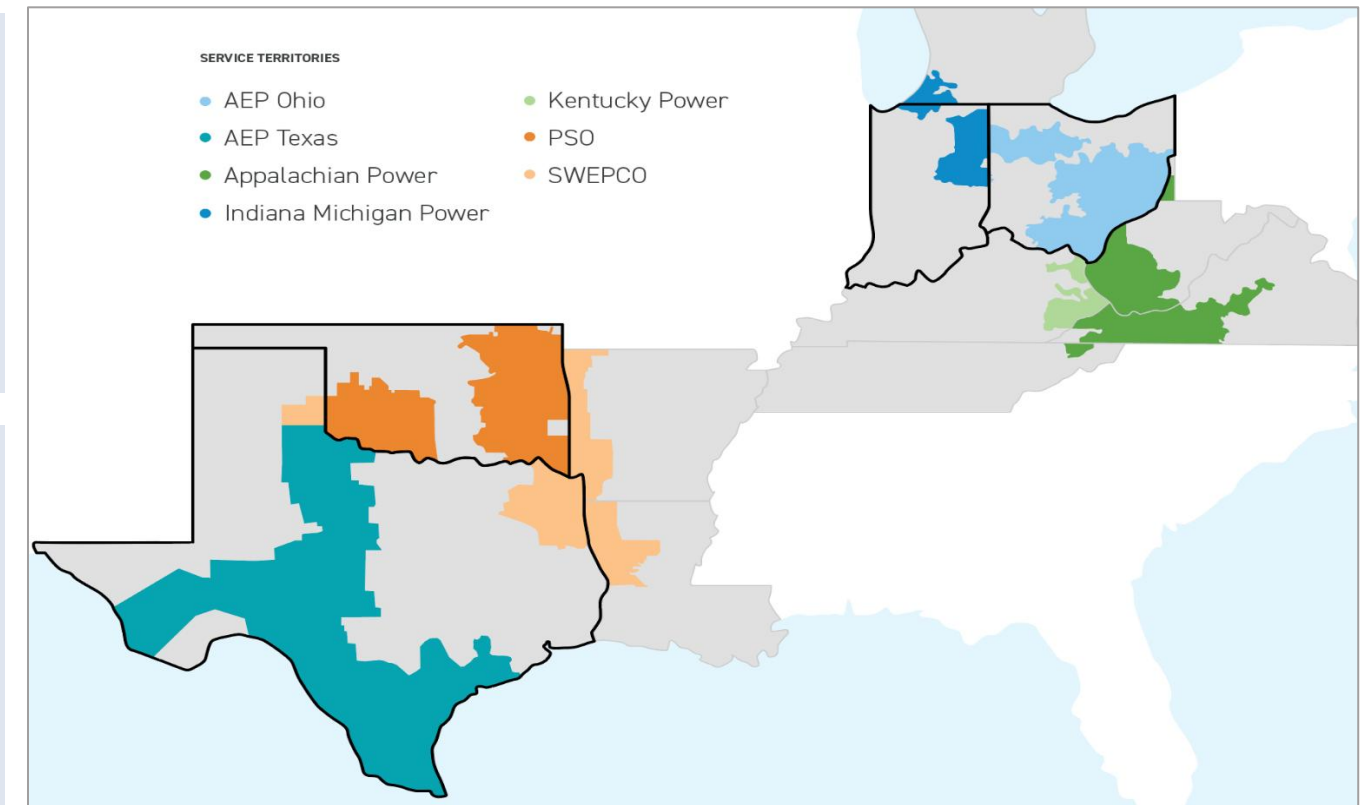 SERVICE TERRITORIES
AEP Ohio
AEP Texas
Appalachian Power
Indiana Michigan Power
Kentucky Power
PSO
SWEPCO